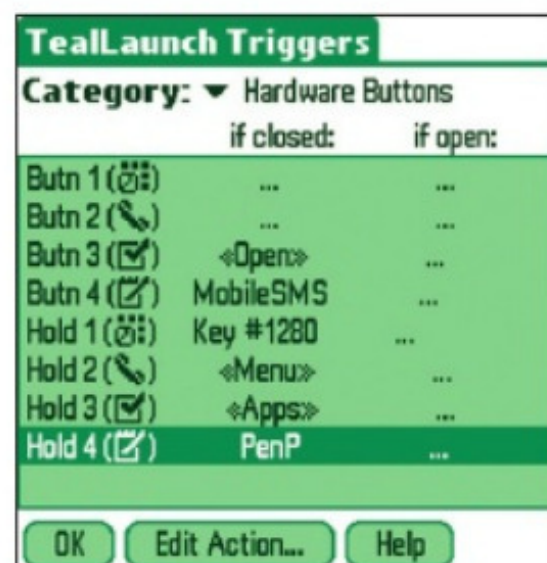 TealLaunch Triggers
Category: Hardware Buttons
if closed: if open:
Butn 1 ( ) ... ...
Butn 2 ( ) ... ...
Butn 3 ( ) «Open» ...
Butn 4 ( ) MobileSMS ...
Hold 1 ( ) Key #1280 ...
Hold 2 ( ) «Menu» ...
Hold 3 ( ) «Apps» ...
Hold 4 ( ) PenP ...
OK Edit Action... Help